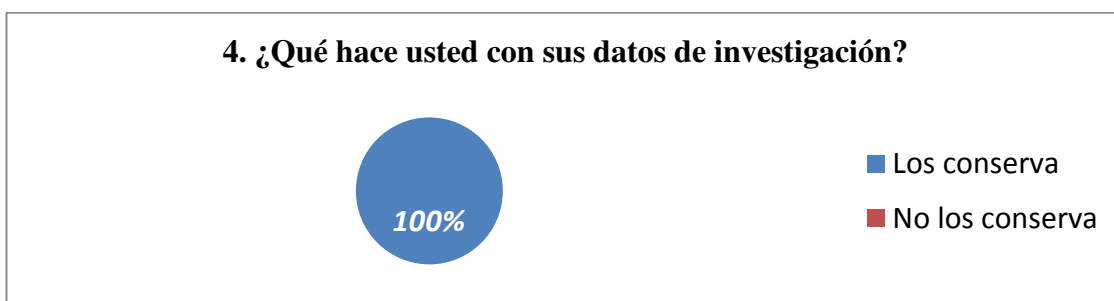 4. ¿Qué hace usted con sus datos de investigación?
100%
Los conserva
No los conserva